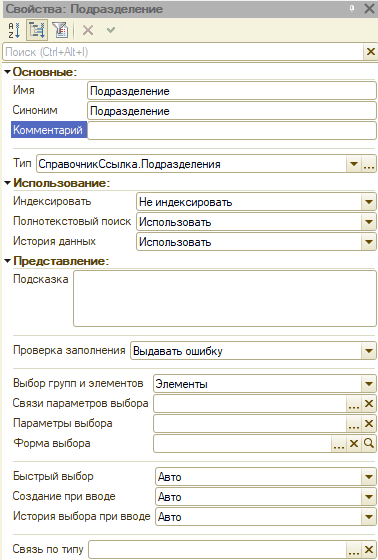 Свойства: Подразделение
Поиск (Ctrl+Alt+I)
Основные:
Имя Подразделение
Синоним Подразделение
Комментарий
Тип СправочникСсылка.Подразделения ...
Использование:
Индексировать Не индексировать
Полнотекстовый поиск Использовать
История данных Использовать
Представление:
Подсказка
Проверка заполнения Выдавать ошибку
Выбор групп и элементов Элементы
Связи параметров выбора ...
Параметры выбора ...
Форма выбора ...
Быстрый выбор Авто
Создание при вводе Авто
История выбора при вводе Авто
Связь по типу ...